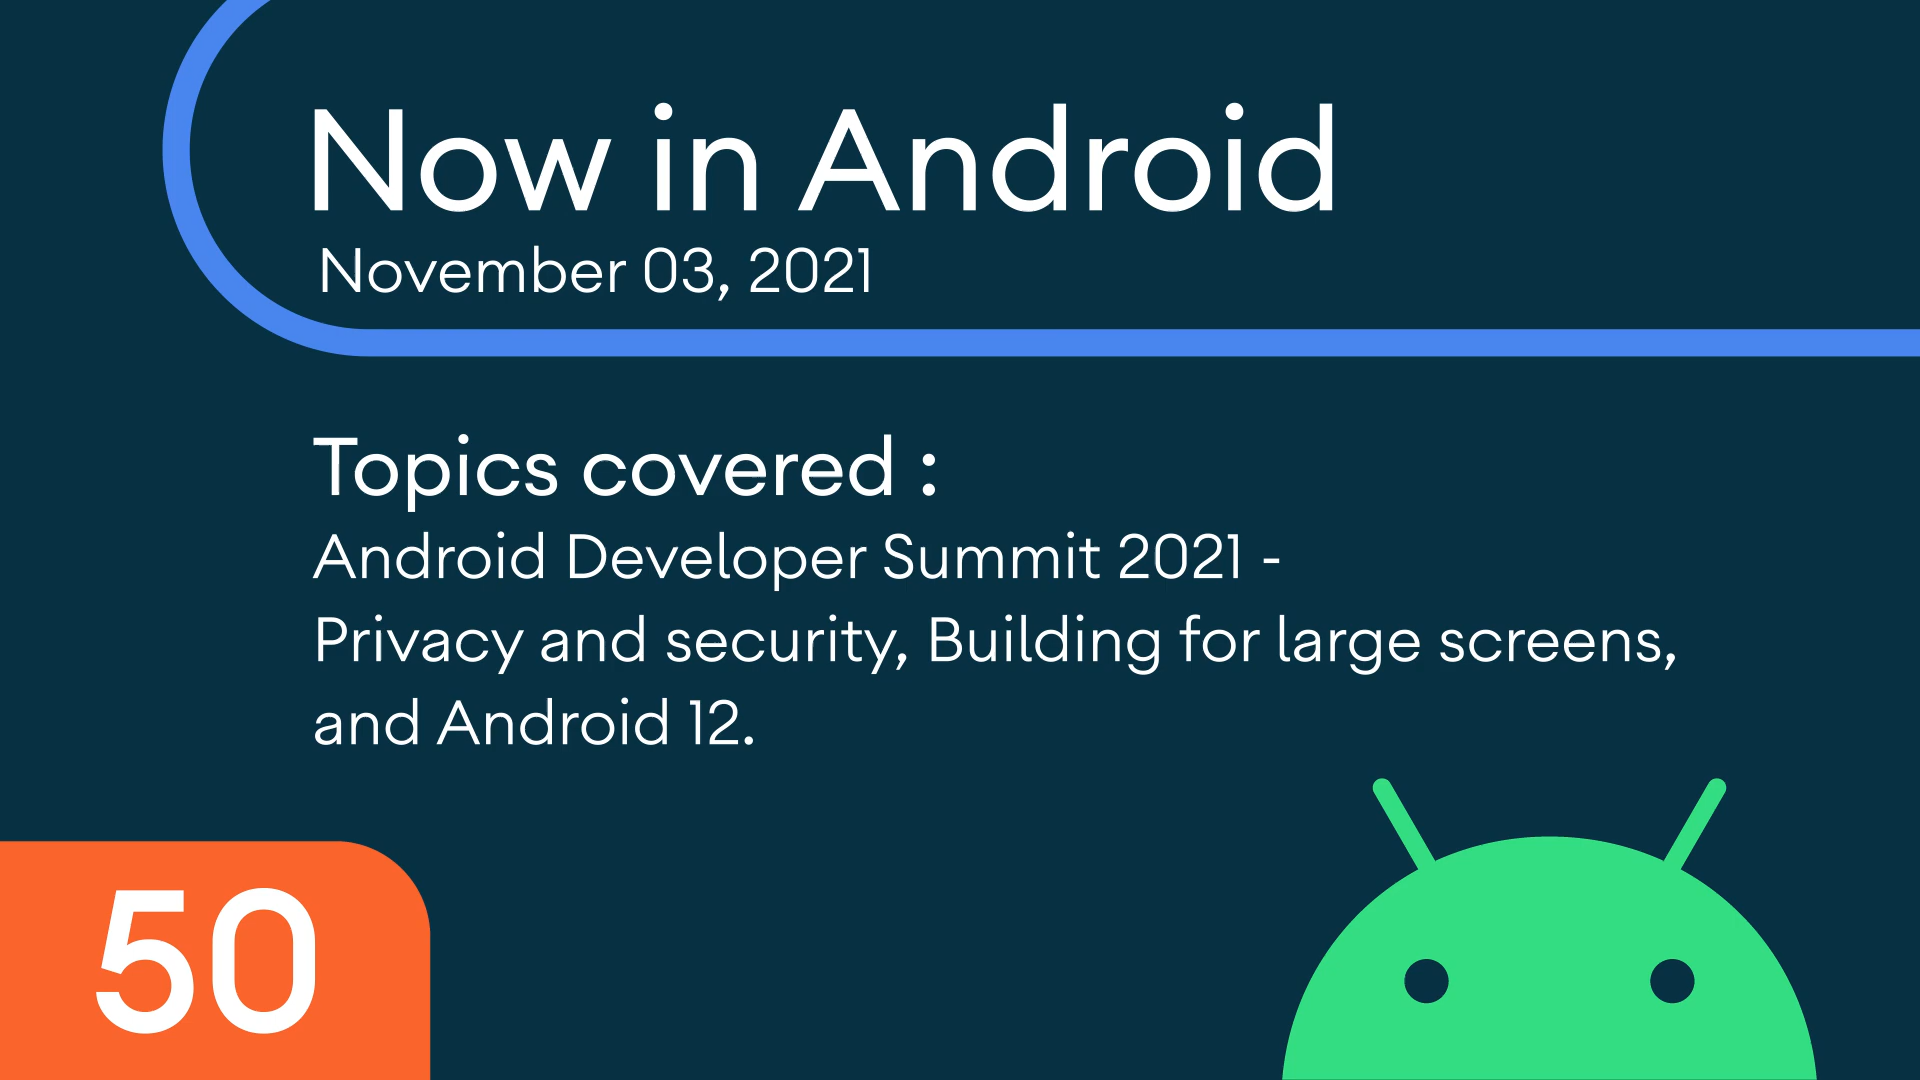 Now in Android
November 03, 2021
Topics covered :
Android Developer Summit 2021 -
Privacy and security, Building for large screens,
and Android 12.
50